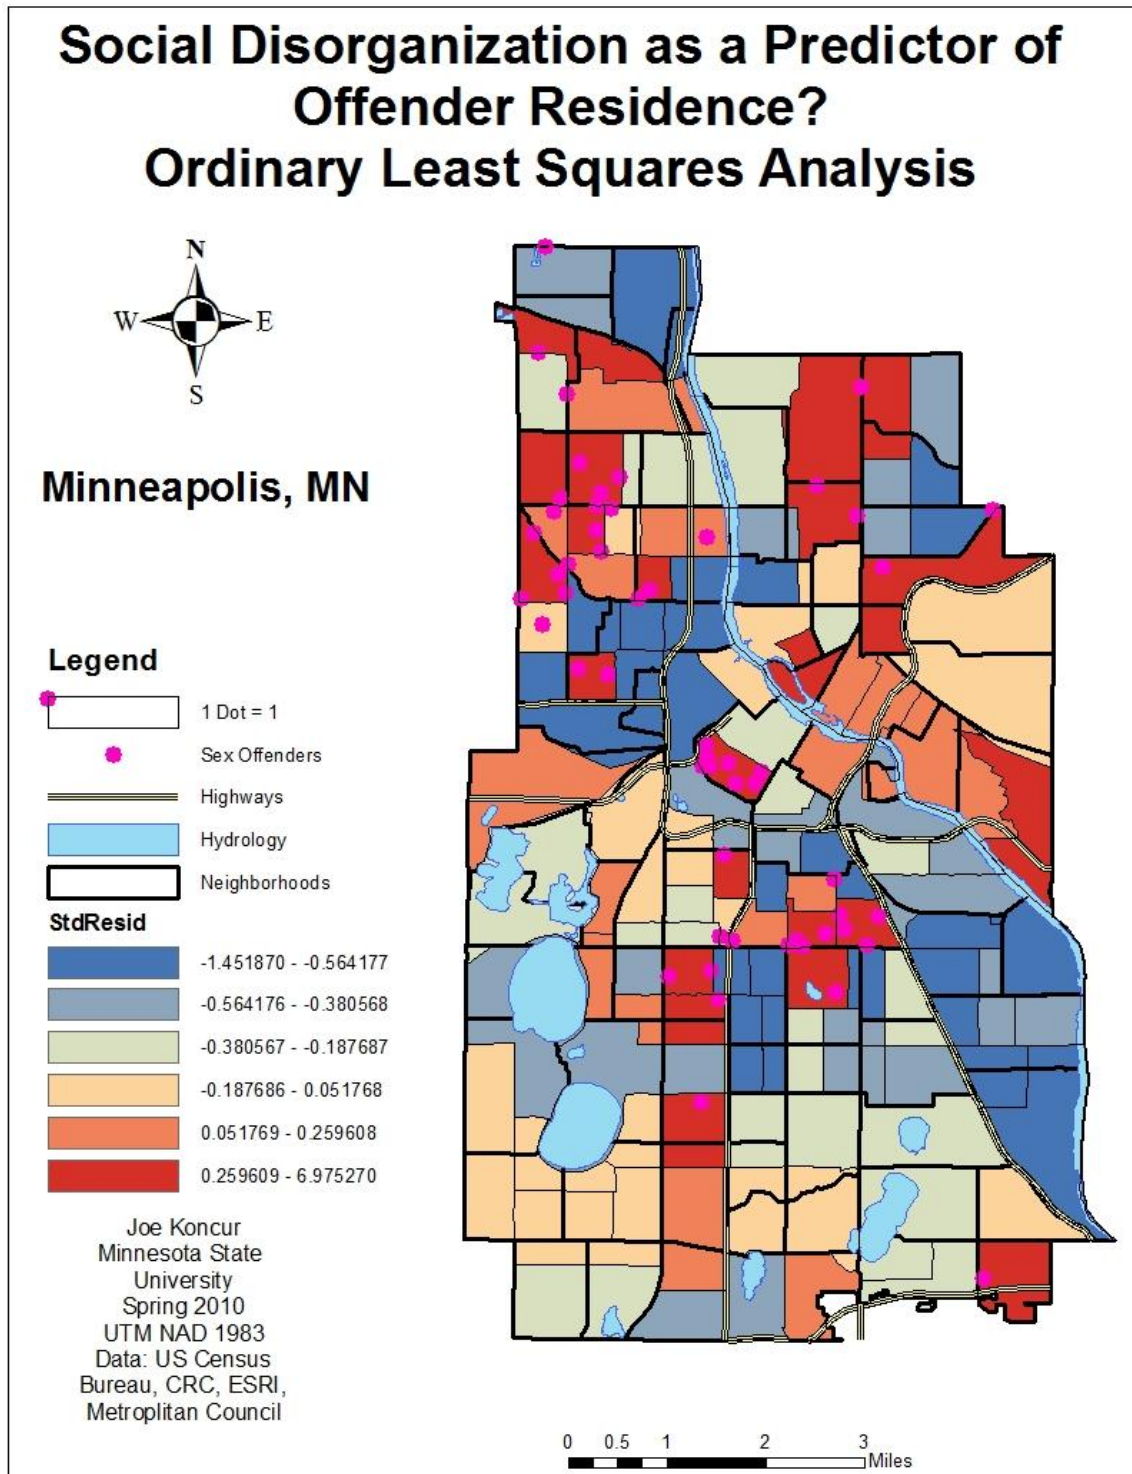 Social Disorganization as a Predictor of
Offender Residence?
Ordinary Least Squares Analysis
N
W E
S
Minneapolis, MN
Legend
1 Dot = 1
Sex Offenders
Highways
Hydrology
Neighborhoods
StdResid
-1.451870 - -0.564177
-0.564176 - -0.380568
-0.380567 - -0.187687
-0.187686 - 0.051768
0.051769 - 0.259608
0.259609 - 6.975270
Joe Koncur
Minnesota State
University
Spring 2010
UTM NAD 1983
Data: US Census
Bureau, CRC, ESRI,
Metroplitan Council
0 0.5 1 2 3
Miles